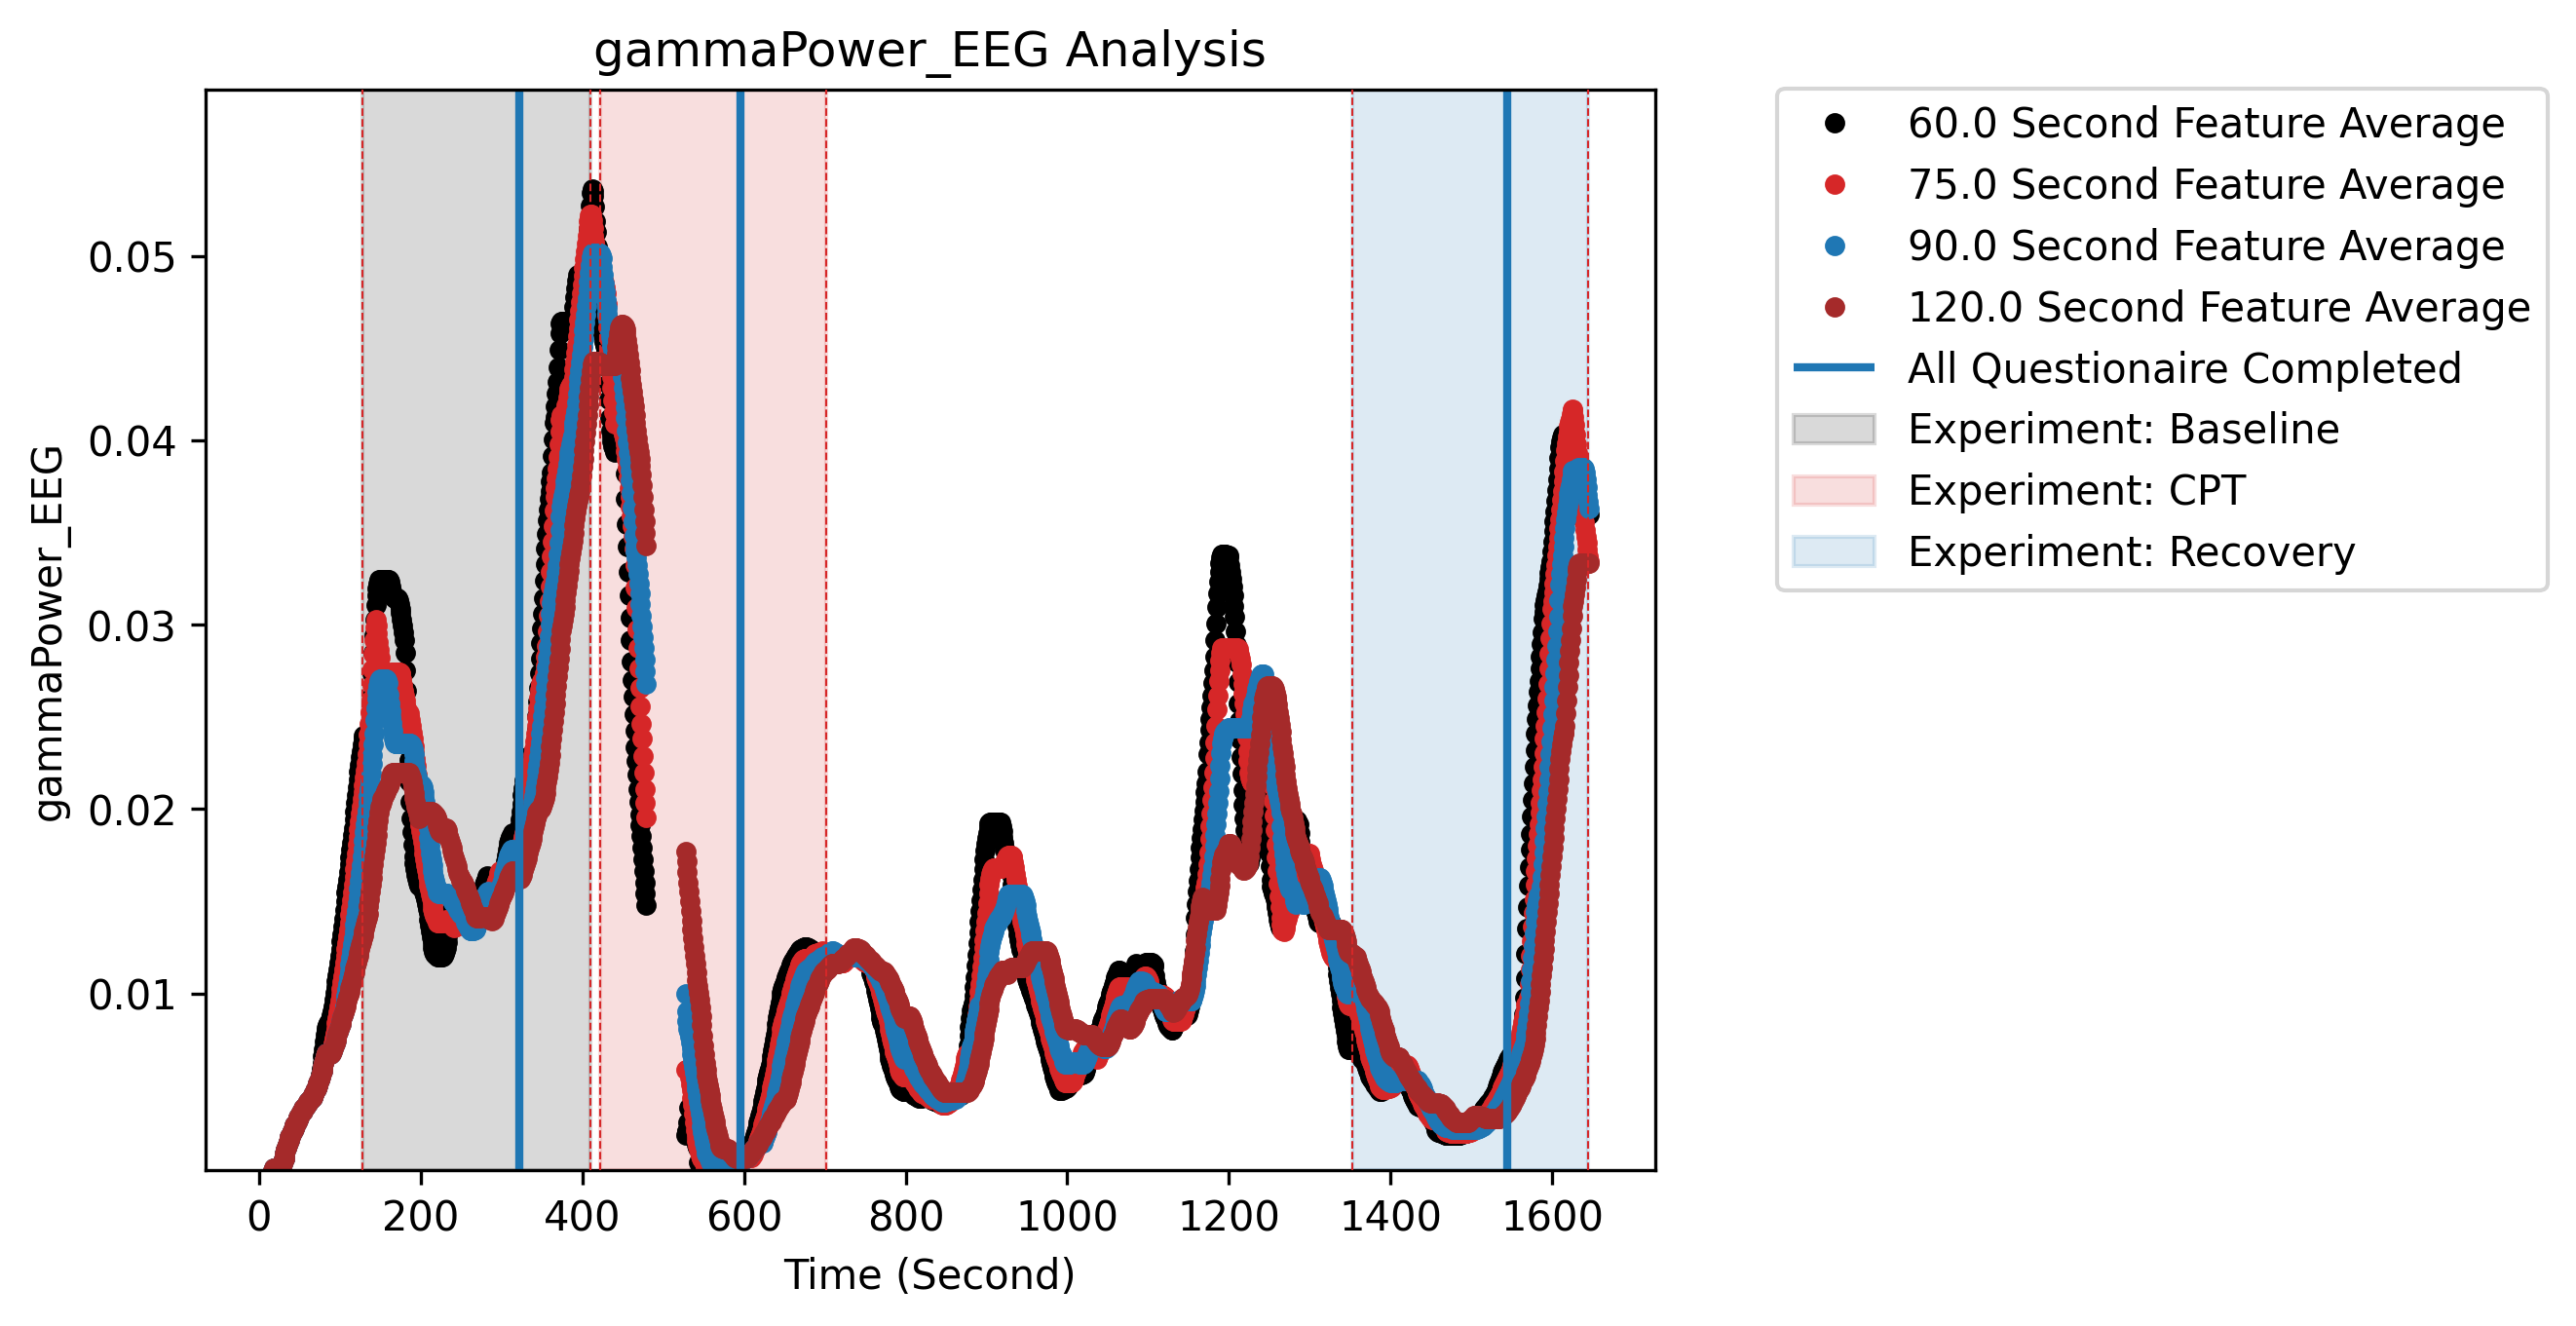 gammaPower_EEG Analysis
gammaPower_EEG
0.05
0.04
0.03
0.02
0.01
0 200 400 600 800 1000 1200 1400 1600
Time (Second)
60.0 Second Feature Average
75.0 Second Feature Average
90.0 Second Feature Average
120.0 Second Feature Average
All Questionaire Completed
Experiment: Baseline
Experiment: CPT
Experiment: Recovery